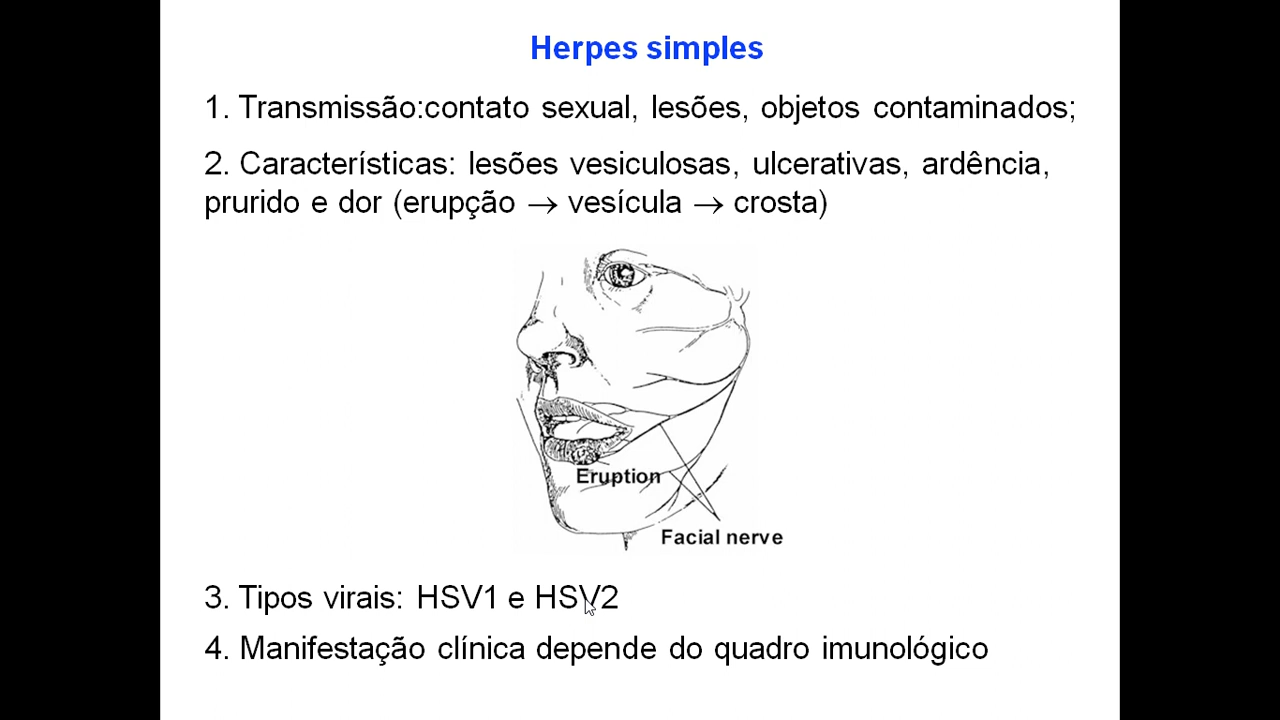 Herpes simples
1. Transmissão:contato sexual, lesões, objetos contaminados;
2. Características: lesões vesiculosas, ulcerativas, ardência,
prurido e dor (erupção → vesícula → crosta)
Eruption
Facial nerve
3. Tipos virais: HSV1 e HSV2
4. Manifestação clínica depende do quadro imunológico